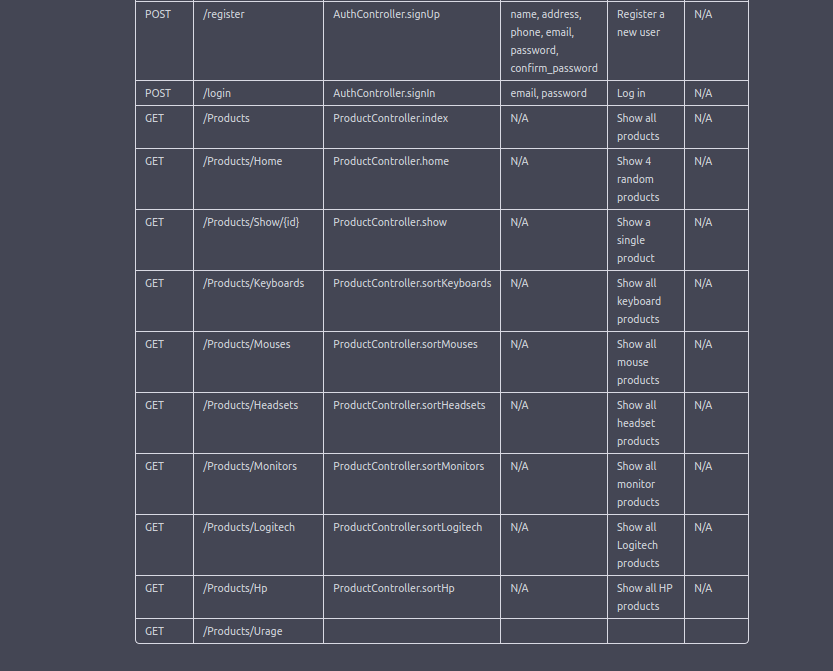 POST /register AuthController.signUp name, address, Register a N/A
phone, email, new user
password,
confirm_password
POST /login AuthController.signIn email, password Log in N/A
GET /Products ProductController.index N/A Show all N/A
products
GET /Products/Home ProductController.home N/A Show 4 N/A
random
products
GET /Products/Show/{id} ProductController.show N/A Show a N/A
single
product
GET /Products/Keyboards ProductController.sortKeyboards N/A Show all N/A
keyboard
products
GET /Products/Mouses ProductController.sortMouses N/A Show all N/A
mouse
products
GET /Products/Headsets ProductController.sortHeadsets N/A Show all N/A
headset
products
GET /Products/Monitors ProductController.sortMonitors N/A Show all N/A
monitor
products
GET /Products/Logitech ProductController.sortLogitech N/A Show all N/A
Logitech
products
GET /Products/Hp ProductController.sortHp N/A Show all HP N/A
products
GET /Products/Urage